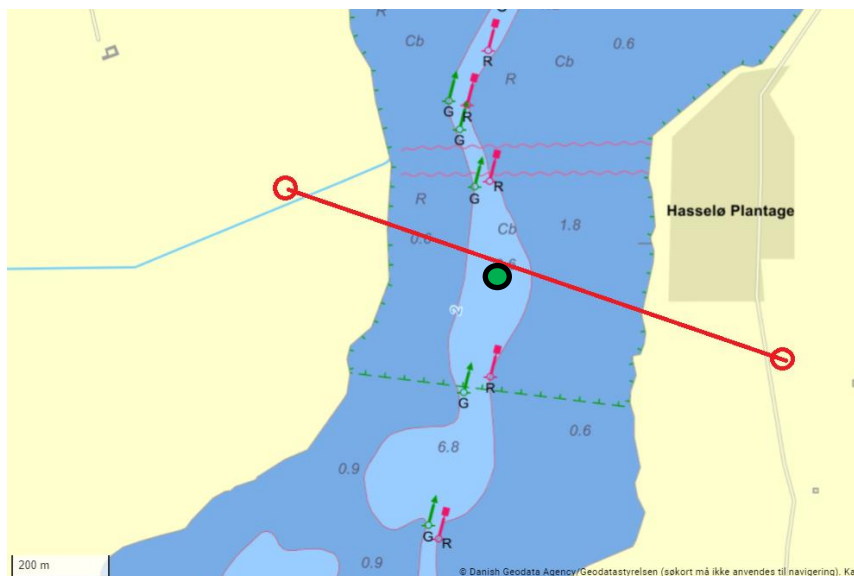 R
Cb
0.6
R
Cb
R
G
R
G
R
G
R
Cb
1.8
Hasselø Plantage
0.6
2
R
G
0.6
6.8
0.9
G
R
0.9
200 m
© Danish Geodata Agency/Geodatastyrelsen (søkort må ikke anvendes til navigering). Ka